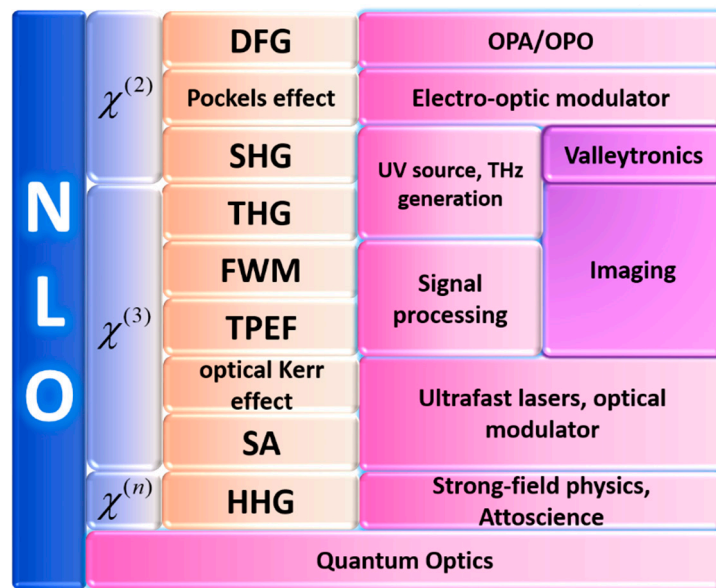 NLO
χ(2)
DFG
OPA/OPO
Pockels effect
Electro-optic modulator
SHG
UV source, THz
generation
Valleytronics
χ(3)
THG
FWM
Signal
processing
Imaging
TPEF
optical Kerr
effect
Ultrafast lasers, optical
modulator
SA
χ(n)
HHG
Strong-field physics,
Attoscience
Quantum Optics